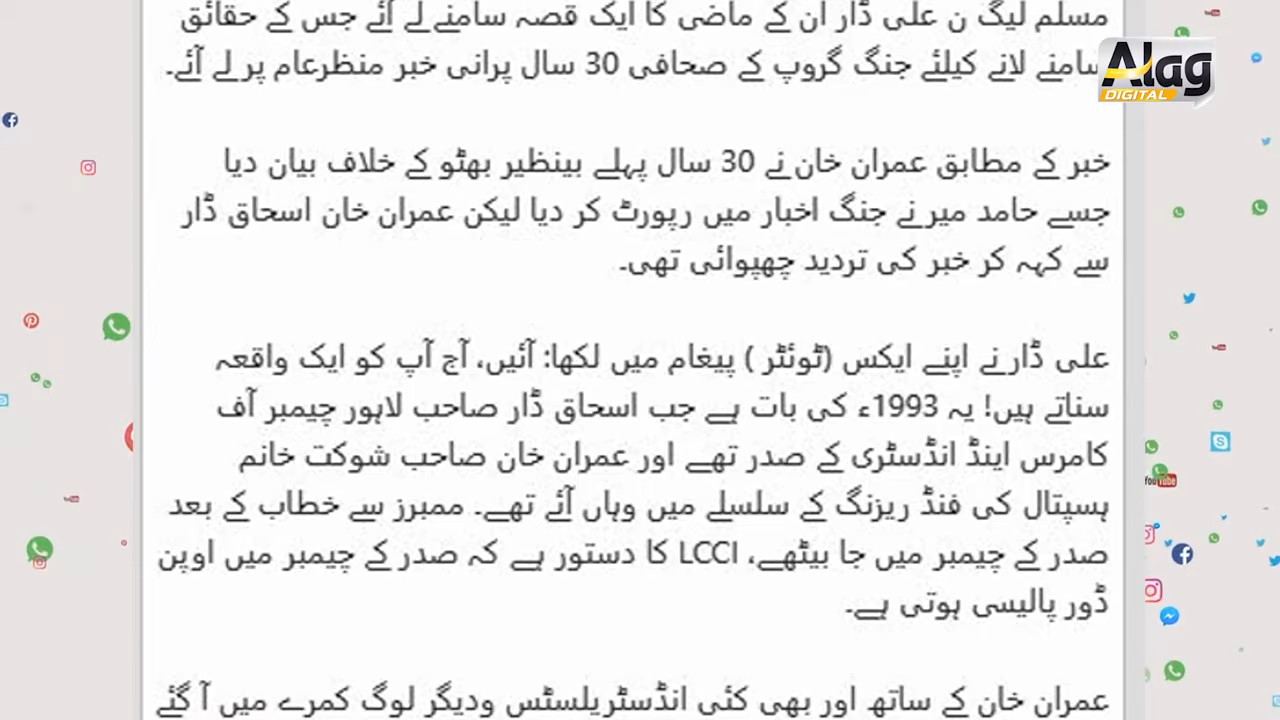 مسلم لیگ ن علی ڈار ان کے ماضی کا ایک قصہ سامنے لے آئے جس کے حقائق
سامنے لانے کیلئے جنگ گروپ کے صحافی 30 سال پرانی خبر منظرعام پر لے آئے۔
Alag
DIGITAL
خبر کے مطابق عمران خان نے 30 سال پہلے بینظیر بھٹو کے خلاف بیان دیا
جسے حامد میر نے جنگ اخبار میں رپورٹ کر دیا لیکن عمران خان اسحاق ڈار
سے کہہ کر خبر کی تردید چھپوائی تھی۔
علی ڈار نے اپنے ایکس (ٹوئٹر ) پیغام میں لکھا: آئیں، آج آپ کو ایک واقعہ
سناتے ہیں! یہ 1993ء کی بات ہے جب اسحاق ڈار صاحب لاہور چیمبر آف
کامرس اینڈ انڈسٹری کے صدر تھے اور عمران خان صاحب شوکت خانم
ہسپتال کی فنڈ ریزنگ کے سلسلے میں وہاں آئے تھے۔ ممبرز سے خطاب کے بعد
صدر کے چیمبر میں جا بیٹھے، LCCI کا دستور ہے کہ صدر کے چیمبر میں اوپن
ڈور پالیسی ہوتی ہے۔
عمران خان کے ساتھ اور بھی کئی انڈسٹریلسٹس ودیگر لوگ کمرے میں آ گئے